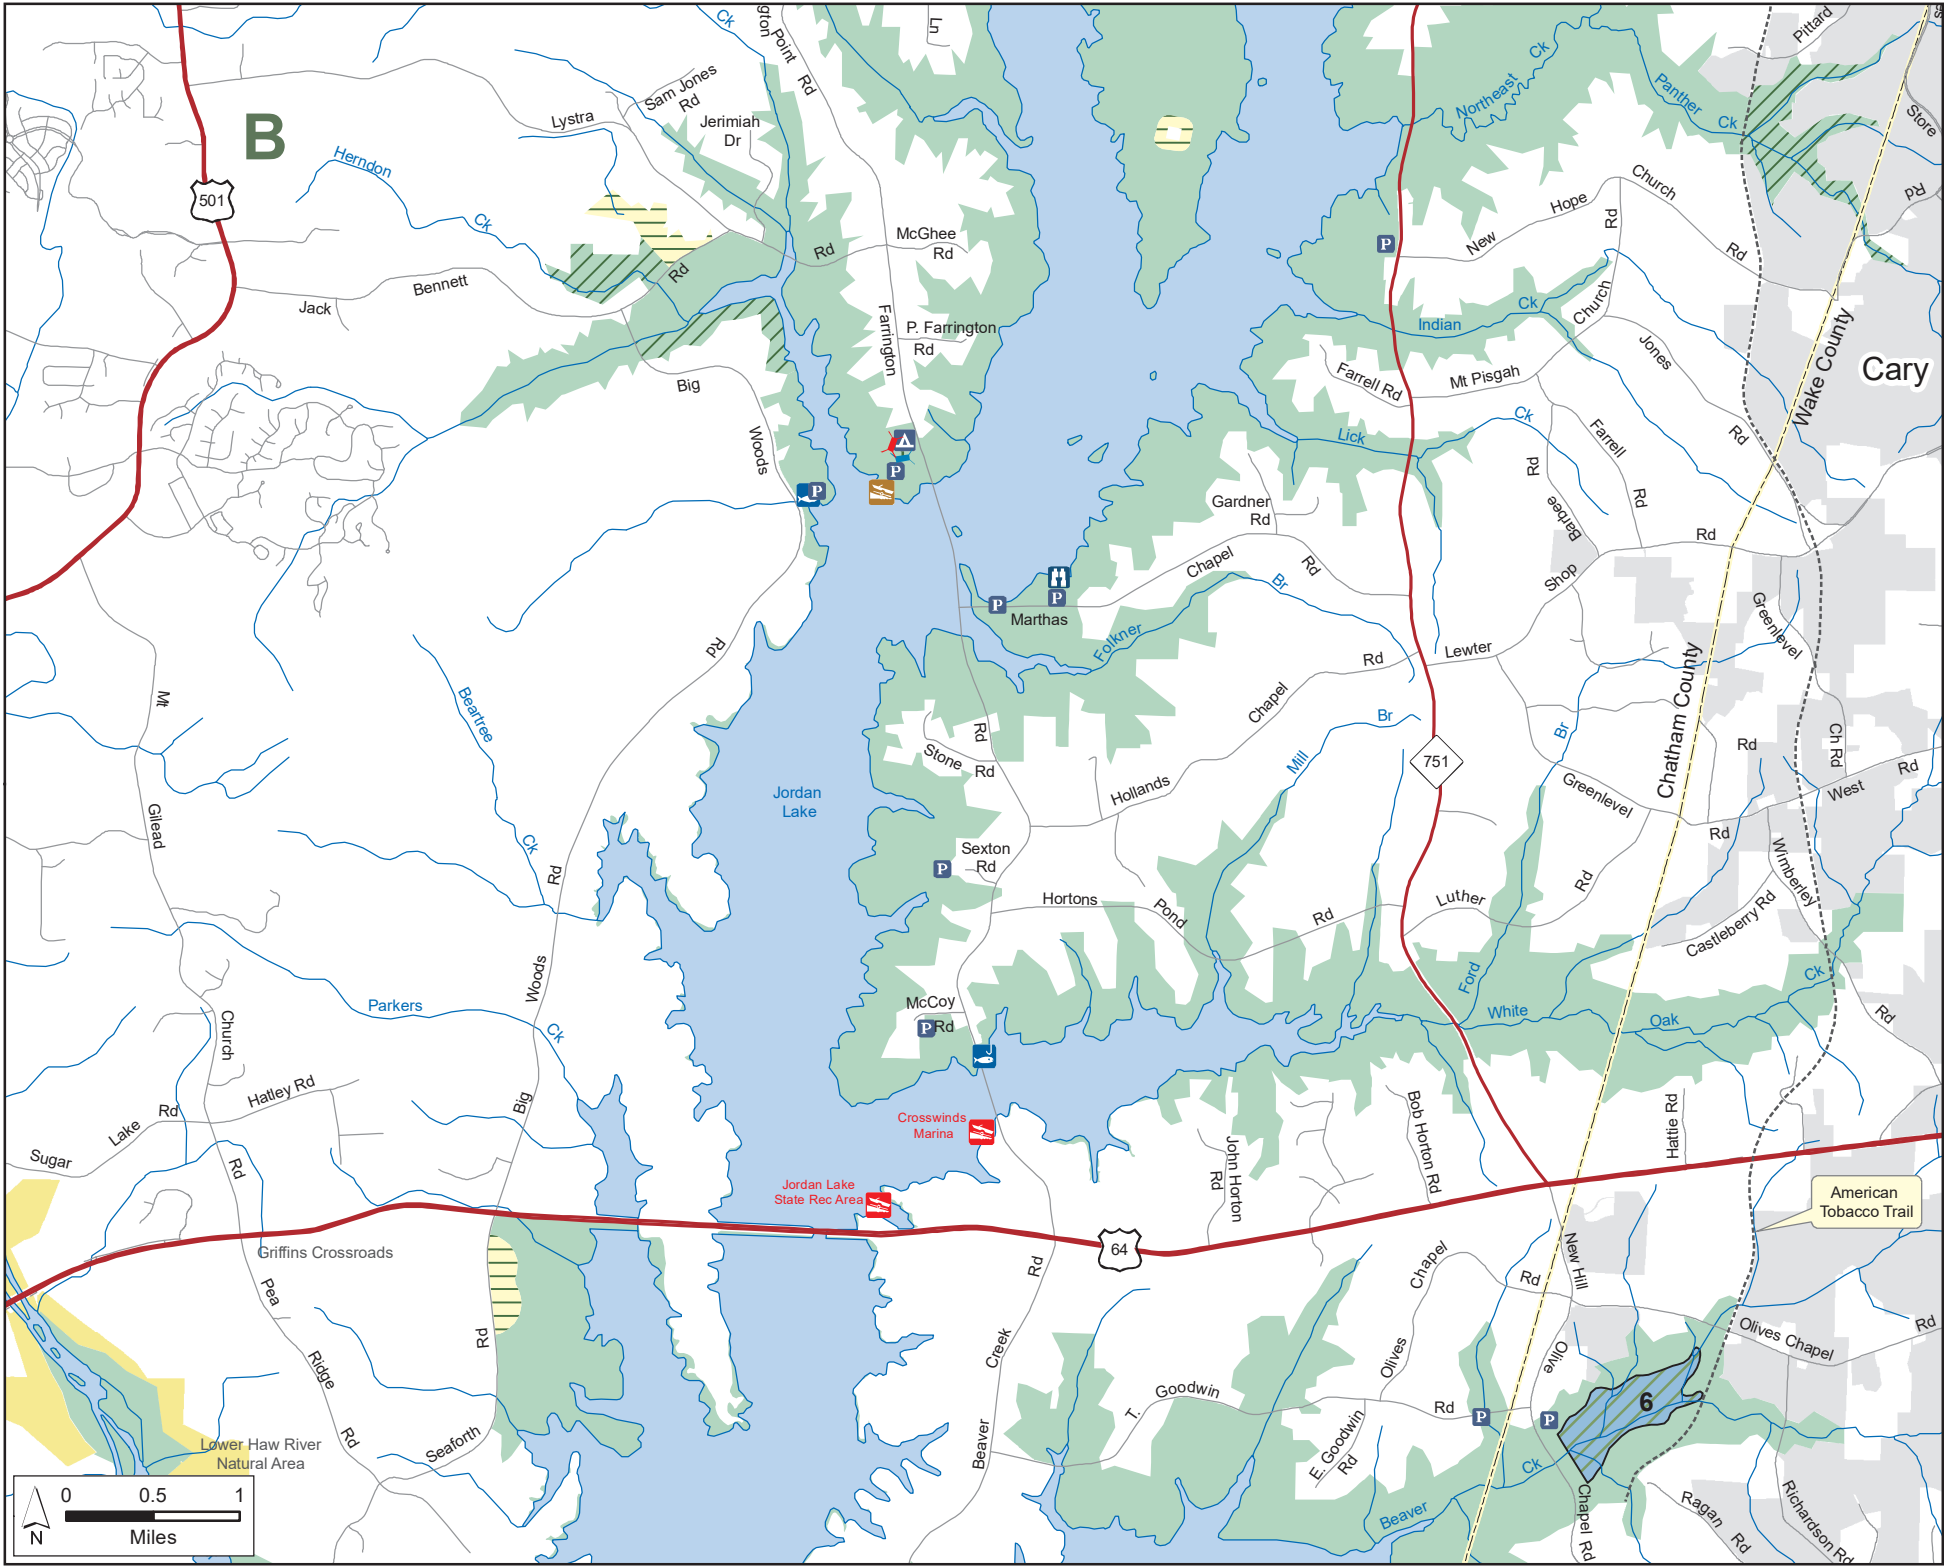 B
501
Ck
gton
Point
Rd
Ln
Pittard
Store
Rd
Sam Jones
Rd
Lystra
Jerimiah
Dr
Herndon
Ck
Northeast
Ck
Panther
Ck
McGhee
Rd
Rd
Rd
Jack
Bennett
Farrington
P. Farrington
Rd
Big
Woods
Rd
New
Hope
Church
Rd
Rd
Church
Indian
Ck
Farrell Rd
Mt Pisgah
Jones
Rd
Lick
Ck
Farrell
Rd
Rd
Barbee
Wake County
Cary
P
P
P
P
P
Gardner
Rd
Chapel
Rd
Marthas
Folkner
Br
Shop
Rd
Lewter
Greenlevel
Ch Rd
Chatham County
Mt
Gilead
Church
Rd
Beartree
Ck
Jordan
Lake
Stone
Rd
Rd
Hollands
Chapel
Rd
Mill
Br
751
Br
Greenlevel
Rd
Rd
West
Rd
Wimberley
Castleberry Rd
Rd
P
Sexton
Rd
Hortons
Pond
Rd
Luther
Rd
Ford
White
Oak
Ck
Rd
Woods
Big
Rd
Parkers
Ck
McCoy
Rd
P
Crosswinds
Marina
Jordan Lake
State Rec Area
Hatley Rd
Sugar
Lake
Rd
John Horton
Rd
Bob Horton Rd
Hattie Rd
American
Tobacco Trail
64
Griffins Crossroads
Pea
Ridge
Rd
Rd
Seaforth
Lower Haw River
Natural Area
Rd
Creek
Beaver
T.
Goodwin
Rd
E. Goodwin
Rd
Olives
Chapel
Rd
New Hill
Olive
Chapel Rd
Olives Chapel
Rd
P
P
6
Beaver
Ck
Ragan
Rd
Richardson Rd
0
0.5
1
Miles
N